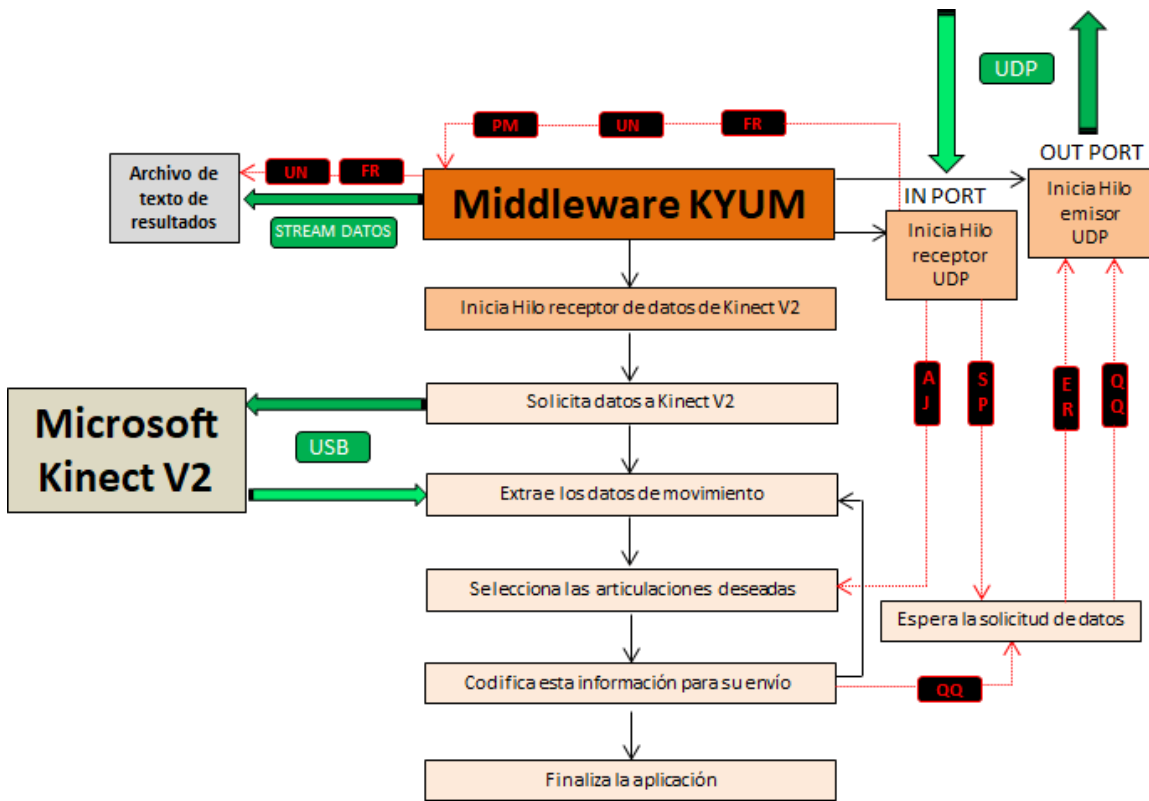 UDP
PM
UN
FR
OUT PORT
Archivo de
texto de
resultados
UN
FR
STREAM DATOS
Middleware KYUM
IN PORT
Inicia Hilo
receptor
UDP
Inicia Hilo
emisor
UDP
Inicia Hilo receptor de datos de Kinect V2
A
J
S
P
E
R
Q
Q
Microsoft
Kinect V2
USB
Solicita datos a Kinect V2
Extrae los datos de movimiento
Selecciona las articulaciones deseadas
Espera la solicitud de datos
Codifica esta información para su envío
QQ
Finaliza la aplicación